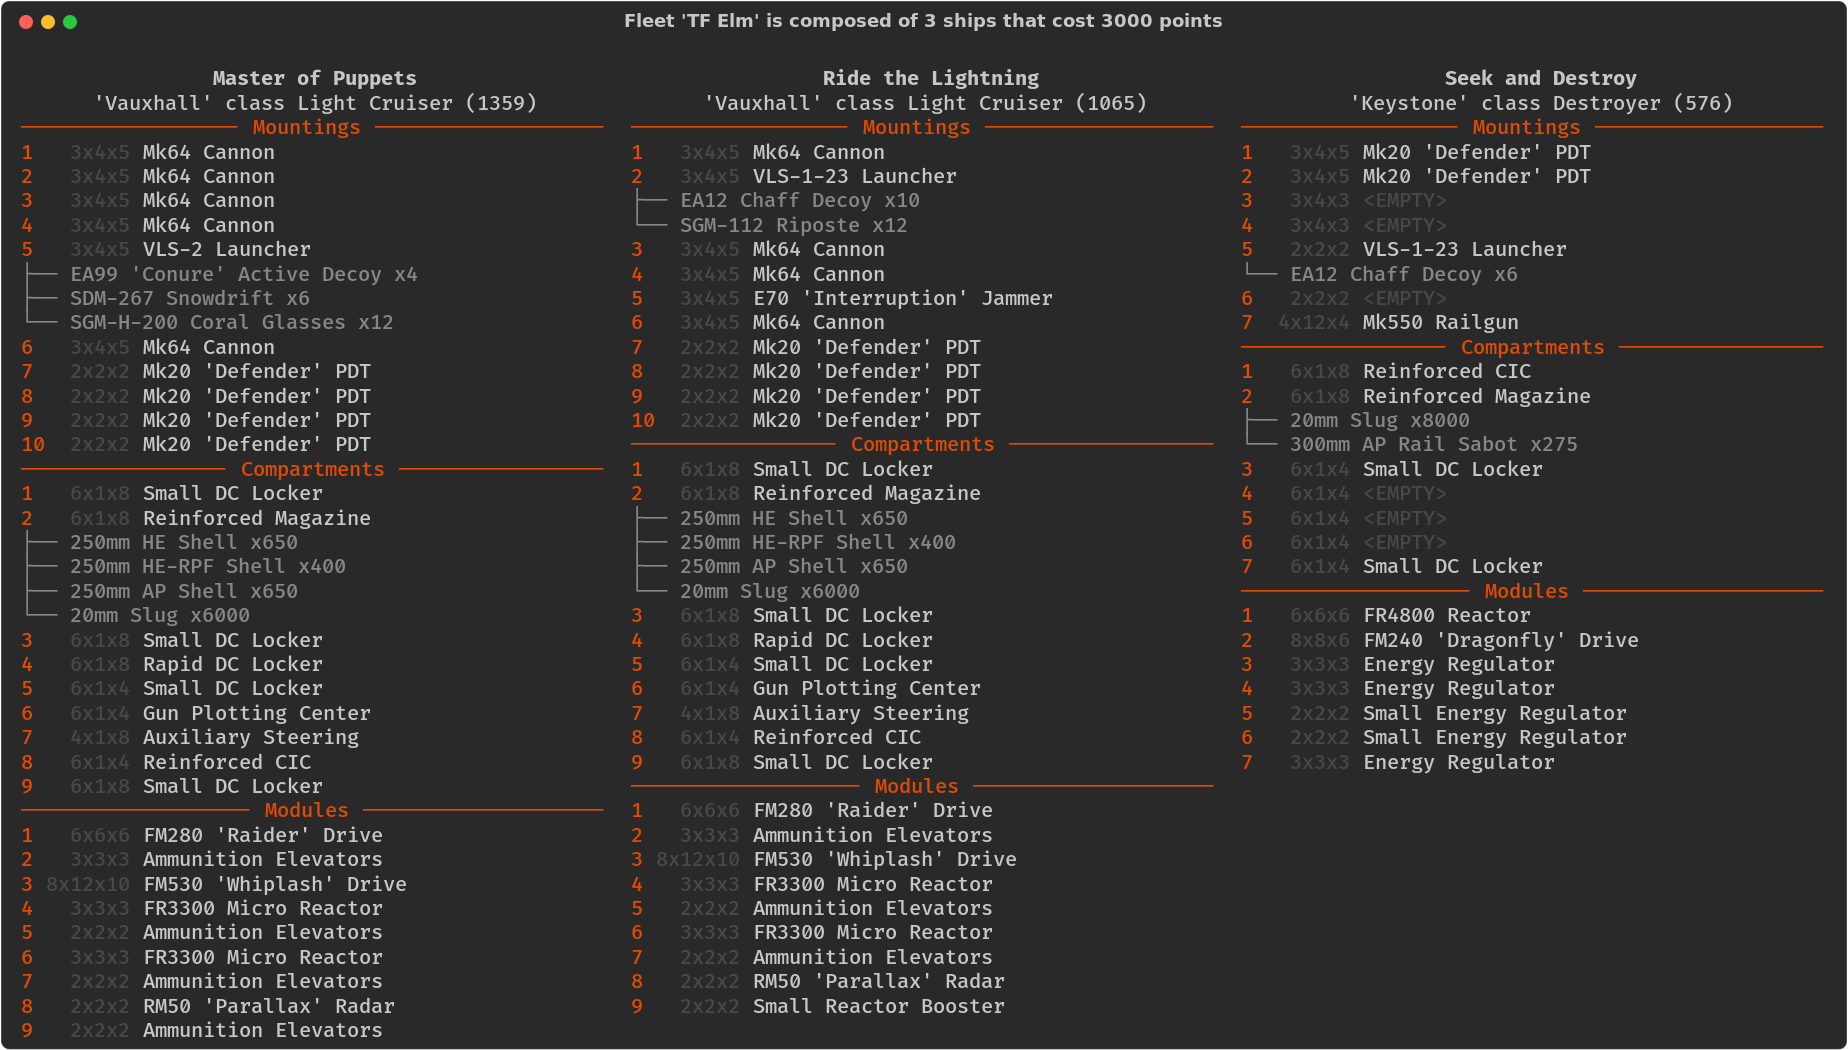 Fleet 'TF Elm' is composed of 3 ships that cost 3000 points
Master of Puppets
'Vauxhall' class Light Cruiser (1359)
Mountings
1 3x4x5 Mk64 Cannon
2 3x4x5 Mk64 Cannon
3 3x4x5 Mk64 Cannon
4 3x4x5 Mk64 Cannon
5 3x4x5 VLS-2 Launcher
├── EA99 'Conure' Active Decoy x4
├── SDM-267 Snowdrift x6
└── SGM-H-200 Coral Glasses x12
6 3x4x5 Mk64 Cannon
7 2x2x2 Mk20 'Defender' PDT
8 2x2x2 Mk20 'Defender' PDT
9 2x2x2 Mk20 'Defender' PDT
10 2x2x2 Mk20 'Defender' PDT
Compartments
1 6x1x8 Small DC Locker
2 6x1x8 Reinforced Magazine
├── 250mm HE Shell x650
├── 250mm HE-RPF Shell x400
├── 250mm AP Shell x650
└── 20mm Slug x6000
3 6x1x8 Small DC Locker
4 6x1x8 Rapid DC Locker
5 6x1x4 Small DC Locker
6 6x1x4 Gun Plotting Center
7 4x1x8 Auxiliary Steering
8 6x1x4 Reinforced CIC
9 6x1x8 Small DC Locker
Modules
1 6x6x6 FM280 'Raider' Drive
2 3x3x3 Ammunition Elevators
3 8x12x10 FM530 'Whiplash' Drive
4 3x3x3 FR3300 Micro Reactor
5 2x2x2 Ammunition Elevators
6 3x3x3 FR3300 Micro Reactor
7 2x2x2 Ammunition Elevators
8 2x2x2 RM50 'Parallax' Radar
9 2x2x2 Ammunition Elevators
Ride the Lightning
'Vauxhall' class Light Cruiser (1065)
Mountings
1 3x4x5 Mk64 Cannon
2 3x4x5 VLS-1-23 Launcher
├── EA12 Chaff Decoy x10
└── SGM-112 Riposte x12
3 3x4x5 Mk64 Cannon
4 3x4x5 Mk64 Cannon
5 3x4x5 E70 'Interruption' Jammer
6 3x4x5 Mk64 Cannon
7 2x2x2 Mk20 'Defender' PDT
8 2x2x2 Mk20 'Defender' PDT
9 2x2x2 Mk20 'Defender' PDT
10 2x2x2 Mk20 'Defender' PDT
Compartments
1 6x1x8 Small DC Locker
2 6x1x8 Reinforced Magazine
├── 250mm HE Shell x650
├── 250mm HE-RPF Shell x400
├── 250mm AP Shell x650
└── 20mm Slug x6000
3 6x1x8 Small DC Locker
4 6x1x8 Rapid DC Locker
5 6x1x4 Small DC Locker
6 6x1x4 Gun Plotting Center
7 4x1x8 Auxiliary Steering
8 6x1x4 Reinforced CIC
9 6x1x8 Small DC Locker
Modules
1 6x6x6 FM280 'Raider' Drive
2 3x3x3 Ammunition Elevators
3 8x12x10 FM530 'Whiplash' Drive
4 3x3x3 FR3300 Micro Reactor
5 2x2x2 Ammunition Elevators
6 3x3x3 FR3300 Micro Reactor
7 2x2x2 Ammunition Elevators
8 2x2x2 RM50 'Parallax' Radar
9 2x2x2 Small Reactor Booster
Seek and Destroy
'Keystone' class Destroyer (576)
Mountings
1 3x4x5 Mk20 'Defender' PDT
2 3x4x5 Mk20 'Defender' PDT
3 3x4x3 <EMPTY>
4 3x4x3 <EMPTY>
5 2x2x2 VLS-1-23 Launcher
└── EA12 Chaff Decoy x6
6 2x2x2 <EMPTY>
7 4x12x4 Mk550 Railgun
Compartments
1 6x1x8 Reinforced CIC
2 6x1x8 Reinforced Magazine
├── 20mm Slug x8000
└── 300mm AP Rail Sabot x275
3 6x1x4 Small DC Locker
4 6x1x4 <EMPTY>
5 6x1x4 <EMPTY>
6 6x1x4 <EMPTY>
7 6x1x4 Small DC Locker
Modules
1 6x6x6 FR4800 Reactor
2 8x8x6 FM240 'Dragonfly' Drive
3 3x3x3 Energy Regulator
4 3x3x3 Energy Regulator
5 2x2x2 Small Energy Regulator
6 2x2x2 Small Energy Regulator
7 3x3x3 Energy Regulator